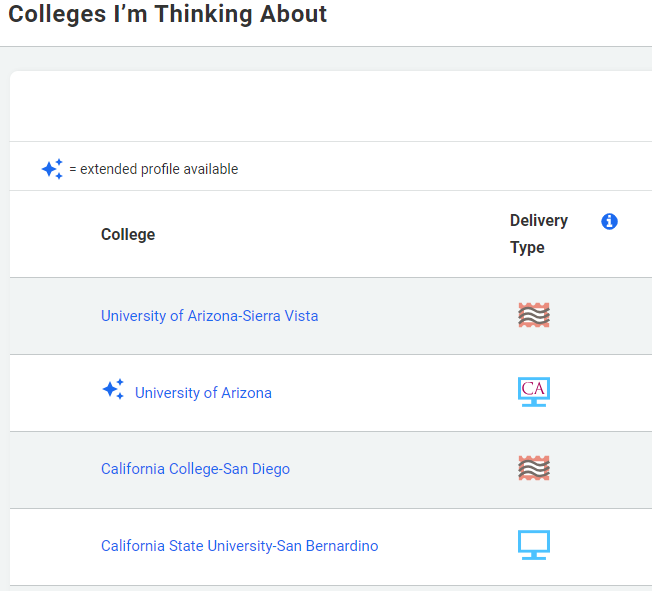 Colleges I’m Thinking About
= extended profile available
College
Delivery
Type
University of Arizona-Sierra Vista
University of Arizona
CA
California College-San Diego
California State University-San Bernardino